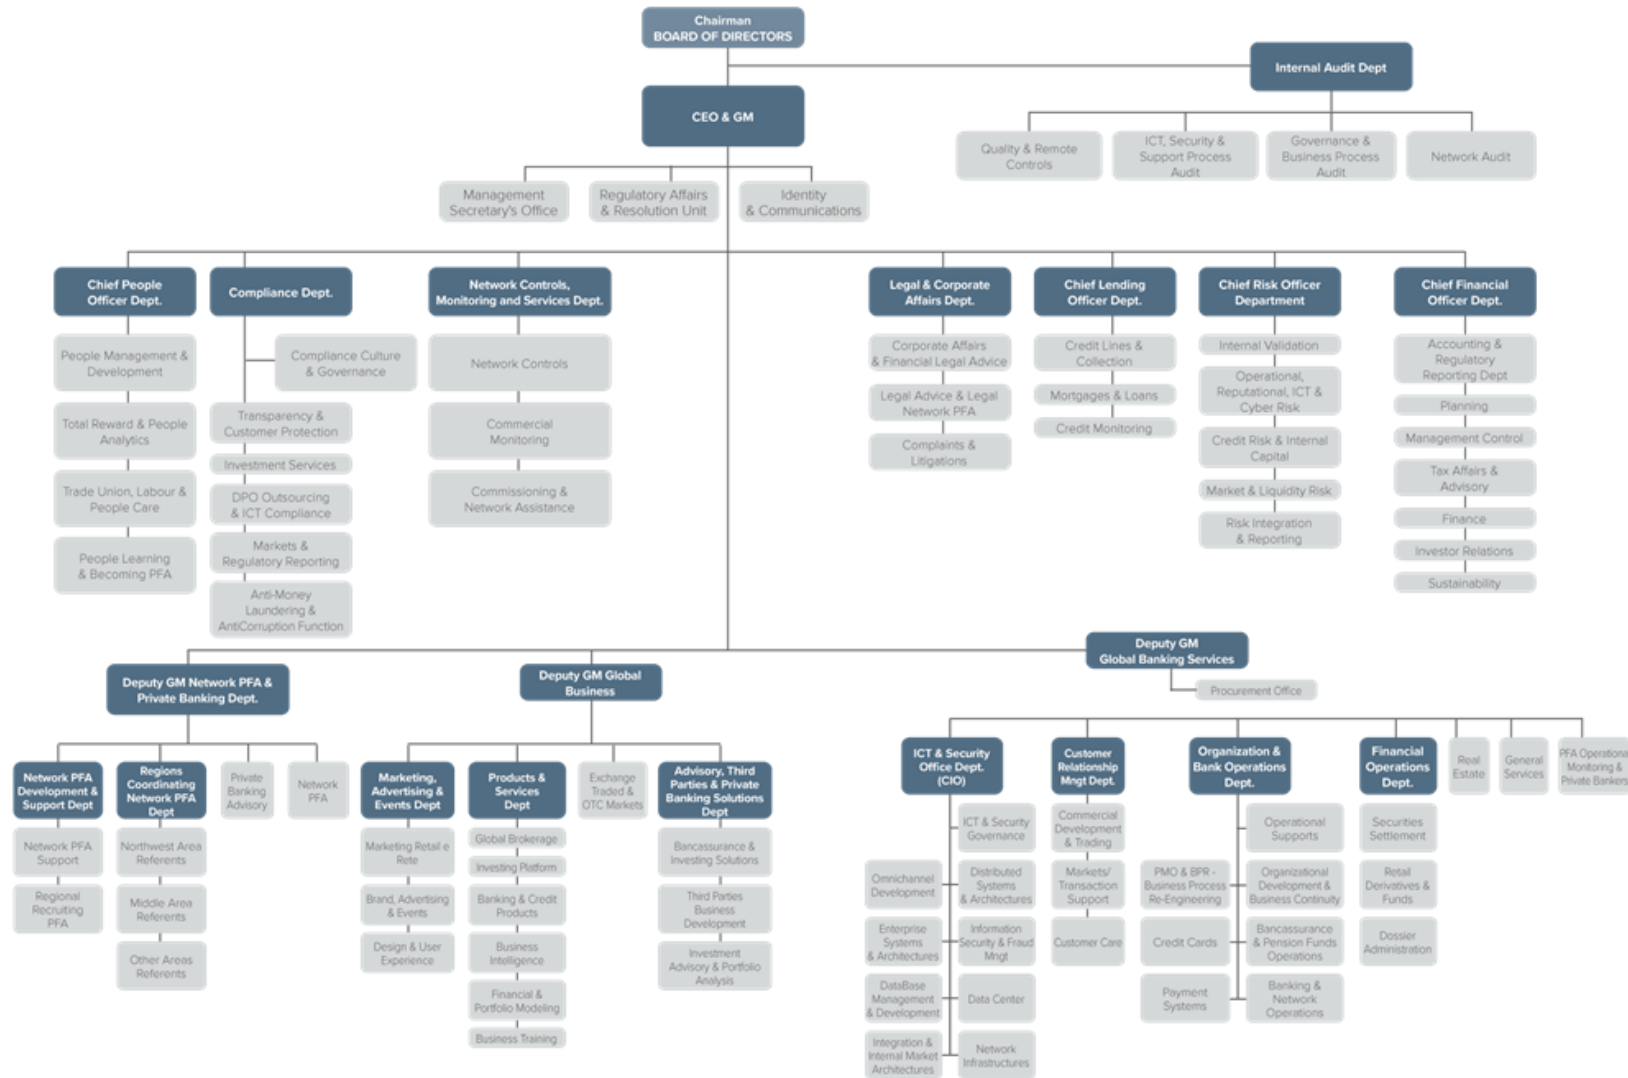 Chairman
BOARD OF DIRECTORS
Internal Audit Dept
CEO & GM
Quality & Remote
Controls
ICT, Security &
Support Process
Audit
Governance &
Business Process
Audit
Network Audit
Management
Secretary's Office
Regulatory Affairs
& Resolution Unit
Identity
& Communications
Chief People
Officer Dept.
People Management &
Development
Total Reward & People
Analytics
Trade Union, Labour &
People Care
People Learning
& Becoming PFA
Compliance Dept.
Compliance Culture
& Governance
Transparency &
Customer Protection
Investment Services
DPO Outsourcing
& ICT Compliance
Markets &
Regulatory Reporting
Anti-Money
Laundering &
AntiCorruption Function
Network Controls,
Monitoring and Services Dept.
Network Controls
Commercial
Monitoring
Commissioning &
Network Assistance
Legal & Corporate
Affairs Dept.
Corporate Affairs
& Financial Legal Advice
Legal Advice & Legal
Network PFA
Complaints &
Litigations
Chief Lending
Officer Dept.
Credit Lines &
Collection
Mortgages & Loans
Credit Monitoring
Chief Risk Officer
Department
Internal Validation
Operational,
Reputational, ICT &
Cyber Risk
Credit Risk & Internal
Capital
Market & Liquidity Risk
Risk Integration
& Reporting
Chief Financial
Officer Dept.
Accounting &
Regulatory
Reporting Dept
Planning
Management Control
Tax Affairs &
Advisory
Finance
Investor Relations
Sustainability
Deputy GM Network PFA &
Private Banking Dept.
Network PFA
Development &
Support Dept
Network PFA
Support
Regional
Recruiting
PFA
Regions
Coordinating
Network PFA
Dept
Northwest Area
Referents
Middle Area
Referents
Other Areas
Referents
Private
Banking
Advisory
Network
PFA
Deputy GM Global
Business
Marketing,
Advertising &
Events Dept
Marketing Retail e
Rete
Brand, Advertising
& Events
Design & User
Experience
Products &
Services
Dept
Global Brokerage
Investing Platform
Banking & Credit
Products
Business
Intelligence
Financial &
Portfolio Modeling
Business Training
Exchange
Traded &
OTC Markets
Advisory, Third
Parties & Private
Banking Solutions
Dept
Bancassurance &
Investing Solutions
Third Parties
Business
Development
Investment
Advisory & Portfolio
Analysis
Deputy GM
Global Banking Services
Procurement Office
ICT & Security
Office Dept.
(CIO)
ICT & Security
Governance
Omnichannel
Development
Distributed
Systems
& Architectures
Enterprise
Systems
& Architectures
Information
Security & Fraud
Mngt
DataBase
Management
& Development
Data Center
Integration &
Internal Market
Architectures
Network
Infrastructures
Customer
Relationship
Mngt Dept.
Commercial
Development
& Trading
Markets/
Transaction
Support
Customer Care
Organization &
Bank Operations
Dept.
Operational
Supports
PMO & BPR -
Business Process
Re-Engineering
Organizational
Development &
Business Continuity
Credit Cards
Bancassurance
& Pension Funds
Operations
Payment
Systems
Banking &
Network
Operations
Financial
Operations
Dept.
Securities
Settlement
Retail
Derivatives &
Funds
Dossier
Administration
Real
Estate
General
Services
PFA Operational
Monitoring &
Private Bankers